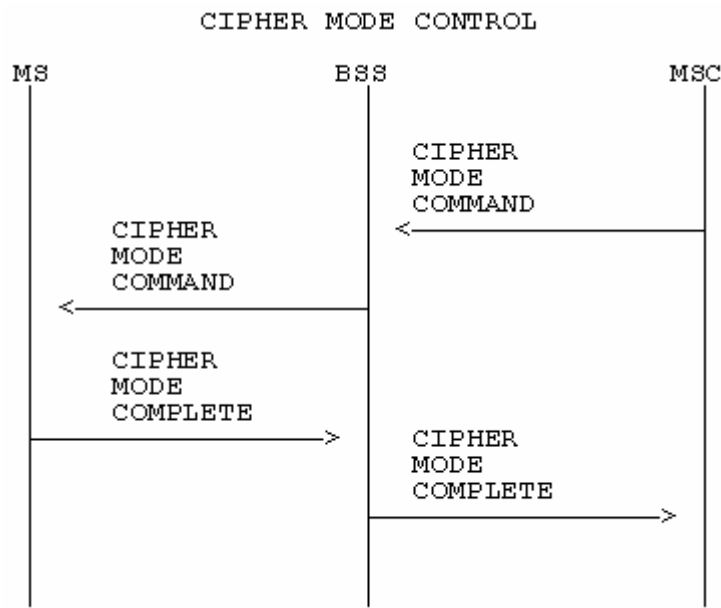 CIPHER MODE CONTROL
MS BSS MSC
CIPHER
MODE
COMMAND
CIPHER
MODE
COMMAND
CIPHER
MODE
COMPLETE
CIPHER
MODE
COMPLETE